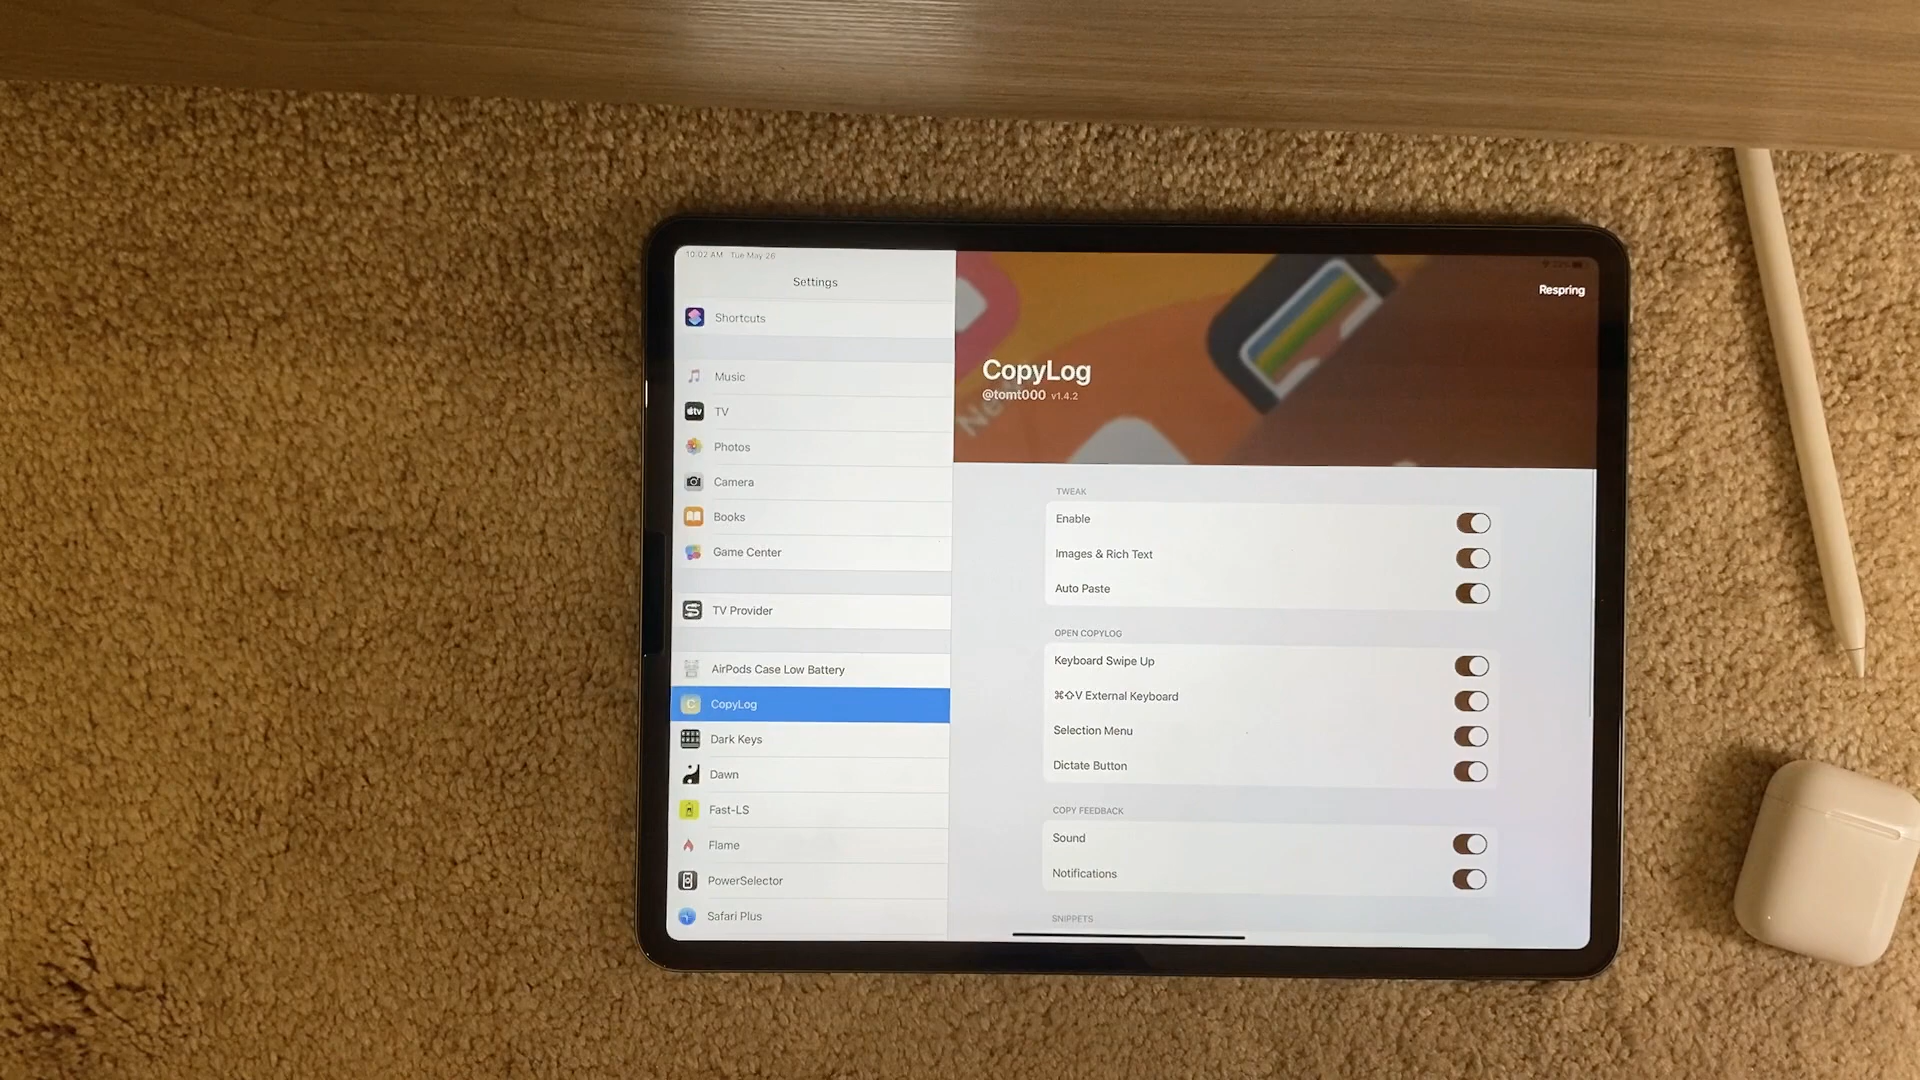 10:02 AM Tue May 26
Settings
Shortcuts
Music
TV
Photos
Camera
Books
Game Center
TV Provider
AirPods Case Low Battery
CopyLog
Dark Keys
Dawn
Fast-LS
Flame
PowerSelector
Safari Plus
Respring
CopyLog
@tomt000 v1.4.2
TWEAK
Enable
Images & Rich Text
Auto Paste
OPEN COPYLOG
Keyboard Swipe Up
⌘⇧V External Keyboard
Selection Menu
Dictate Button
COPY FEEDBACK
Sound
Notifications
SNIPPETS